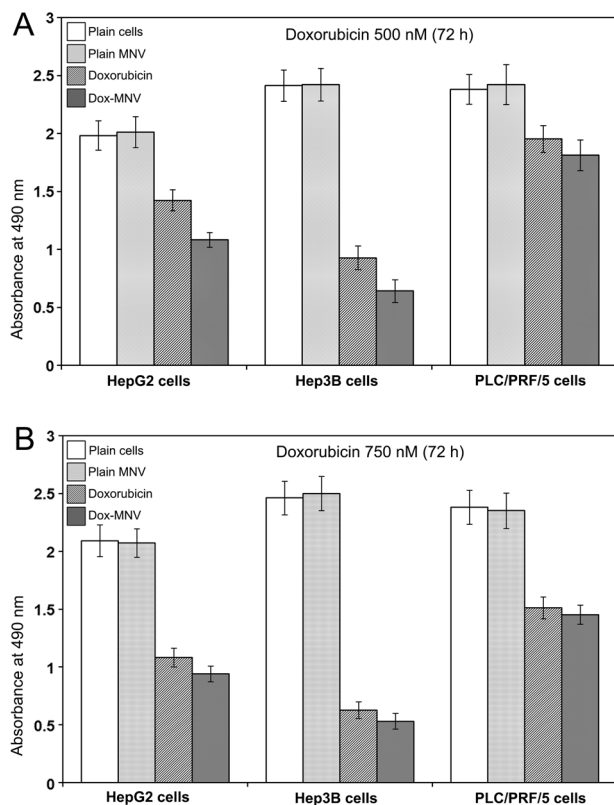 A
Doxorubicin 500 nM (72 h)
Plain cells
Plain MNV
Doxorubicin
Dox-MNV
Absorbance at 490 nm
3
2.5
2
1.5
1
0.5
0
HepG2 cells
Hep3B cells
PLC/PRF/5 cells
B
Doxorubicin 750 nM (72 h)
Plain cells
Plain MNV
Doxorubicin
Dox-MNV
Absorbance at 490 nm
3
2.5
2
1.5
1
0.5
0
HepG2 cells
Hep3B cells
PLC/PRF/5 cells